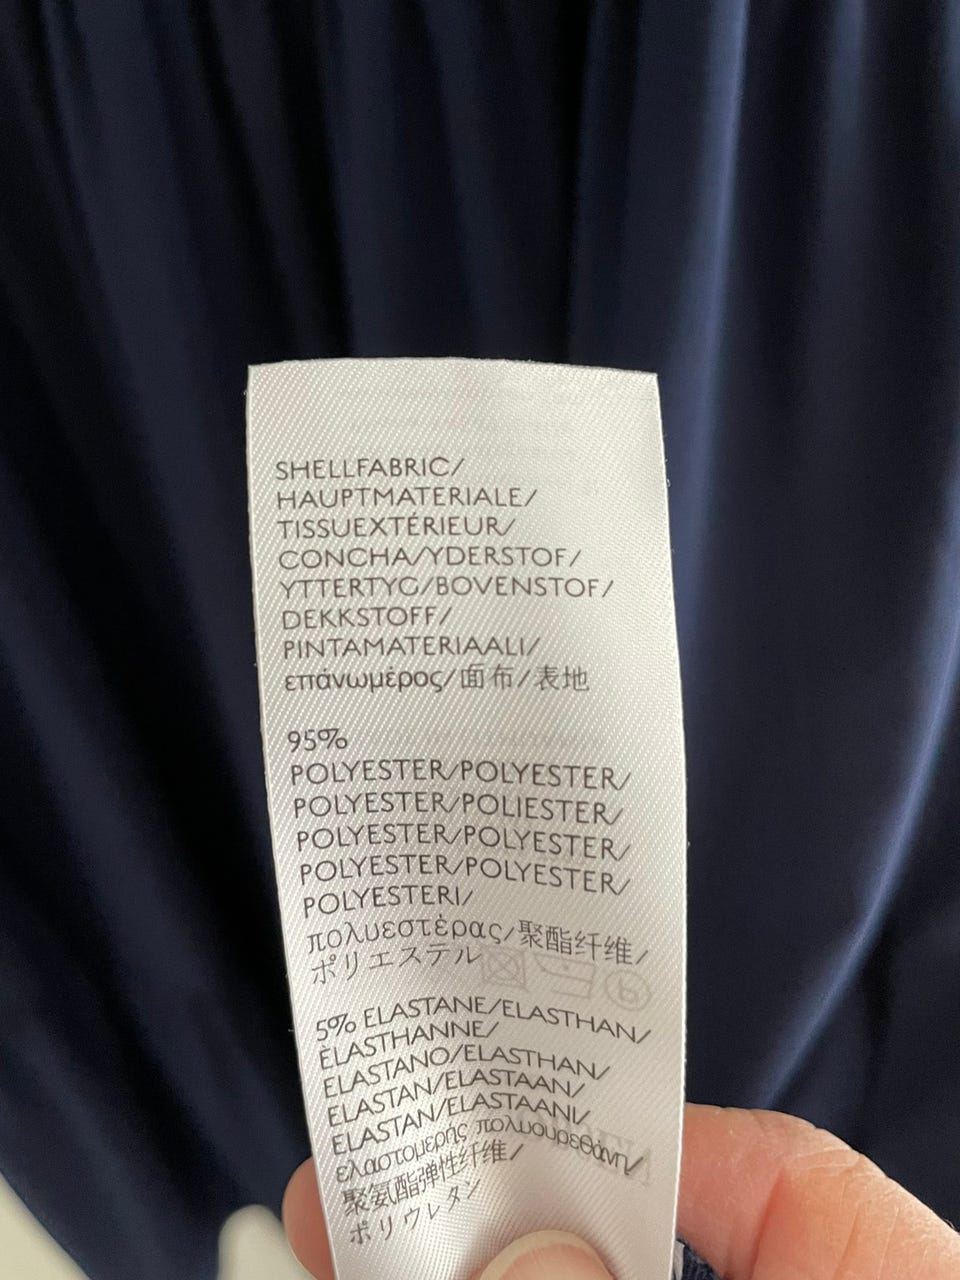 SHELLFABRIC/
HAUPTMATERIALE/
TISSUEXTÉRIEUR/
CONCHA/YDERSTOF/
YTTERTYG/BOVENSTOF/
DEKKSTOFF/
PINTAMATERIAALI/
επάνωμέρος/面布/表地
95%
POLYESTER/POLYESTER/
POLYESTER/POLIESTER/
POLYESTER/POLYESTER/
POLYESTER/POLYESTER/
POLYESTERI/
πολυεστέρας/聚酯纤维/
ポリエステル
5% ELASTANE/ELASTHAN/
ÉLASTHANNE/
ELASTANO/ELASTHAN/
ELASTAN/ELASTAAN/
ELASTAN/ELASTAANI/
ελαστομερής πολυουρεθάνη/
聚氨酯弹性纤维/
ポリウレタン